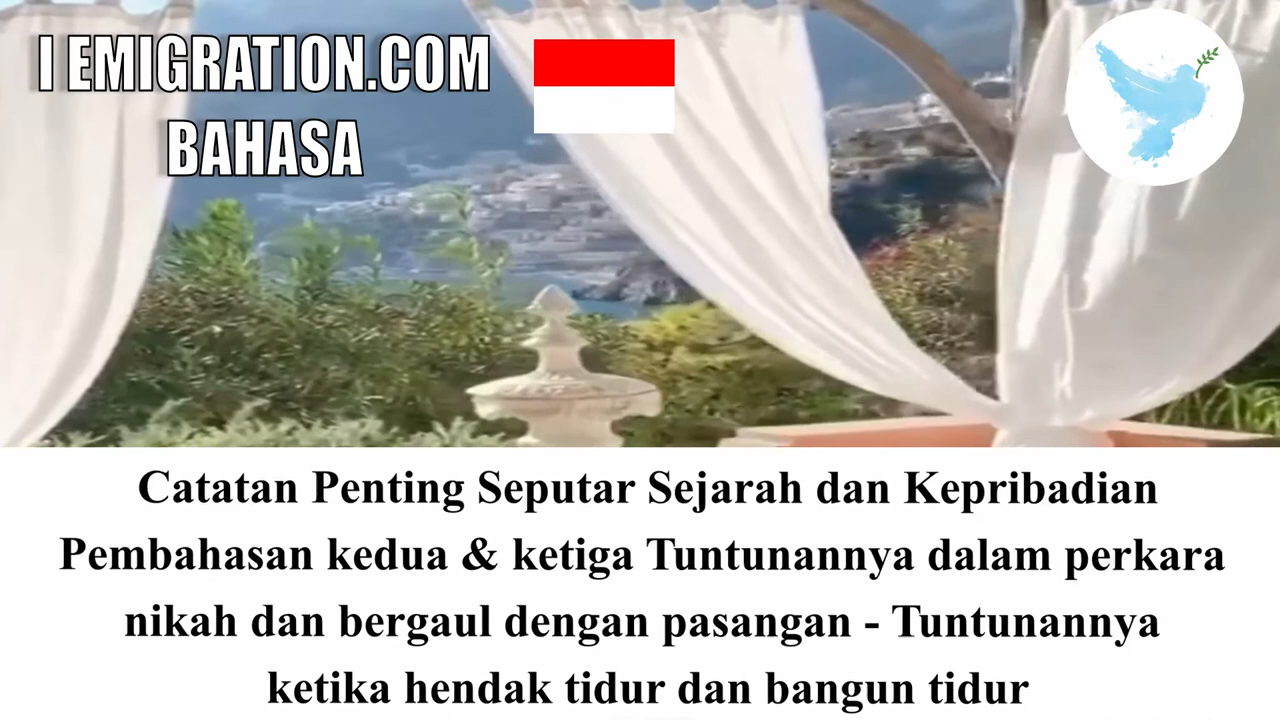 I EMIGRATION.COM
BAHASA
Catatan Penting Seputar Sejarah dan Kepribadian
Pembahasan kedua & ketiga Tuntunannya dalam perkara
nikah dan bergaul dengan pasangan - Tuntunannya
ketika hendak tidur dan bangun tidur